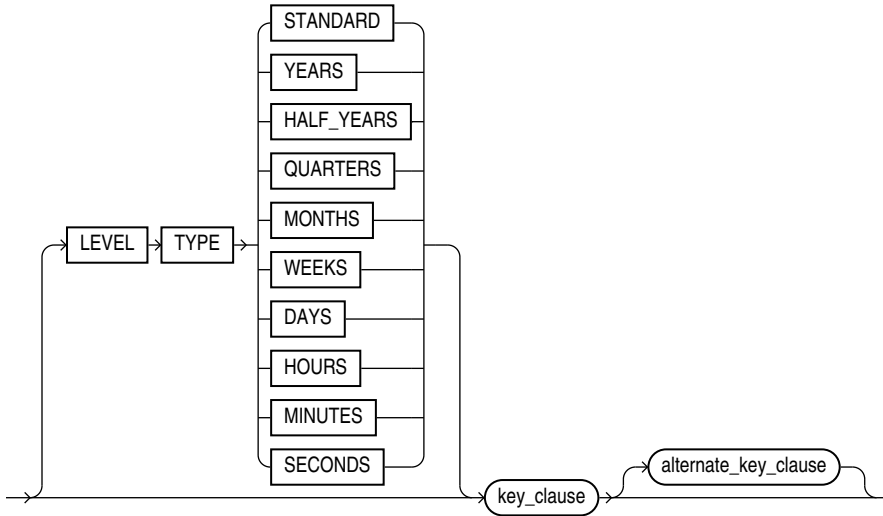 STANDARD
YEARS
HALF_YEARS
QUARTERS
MONTHS
LEVEL TYPE
WEEKS
DAYS
HOURS
MINUTES
SECONDS
alternate_key_clause
key_clause